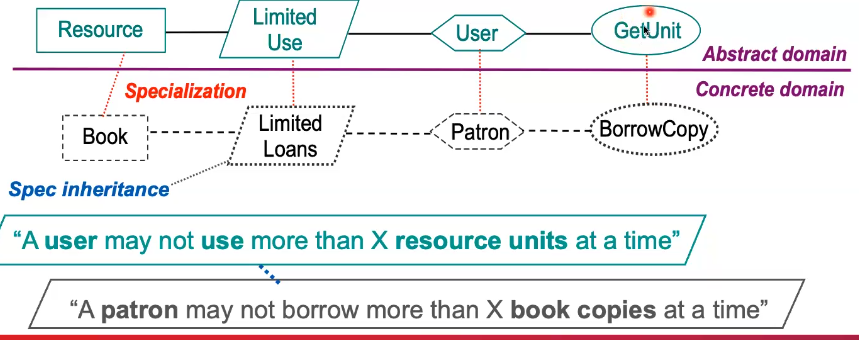 Resource
Limited
Use
User
GetUnit
Abstract domain
Concrete domain
Specialization
Book
Limited
Loans
Patron
BorrowCopy
Spec inheritance
“A user may not use more than X resource units at a time”
“A patron may not borrow more than X book copies at a time”